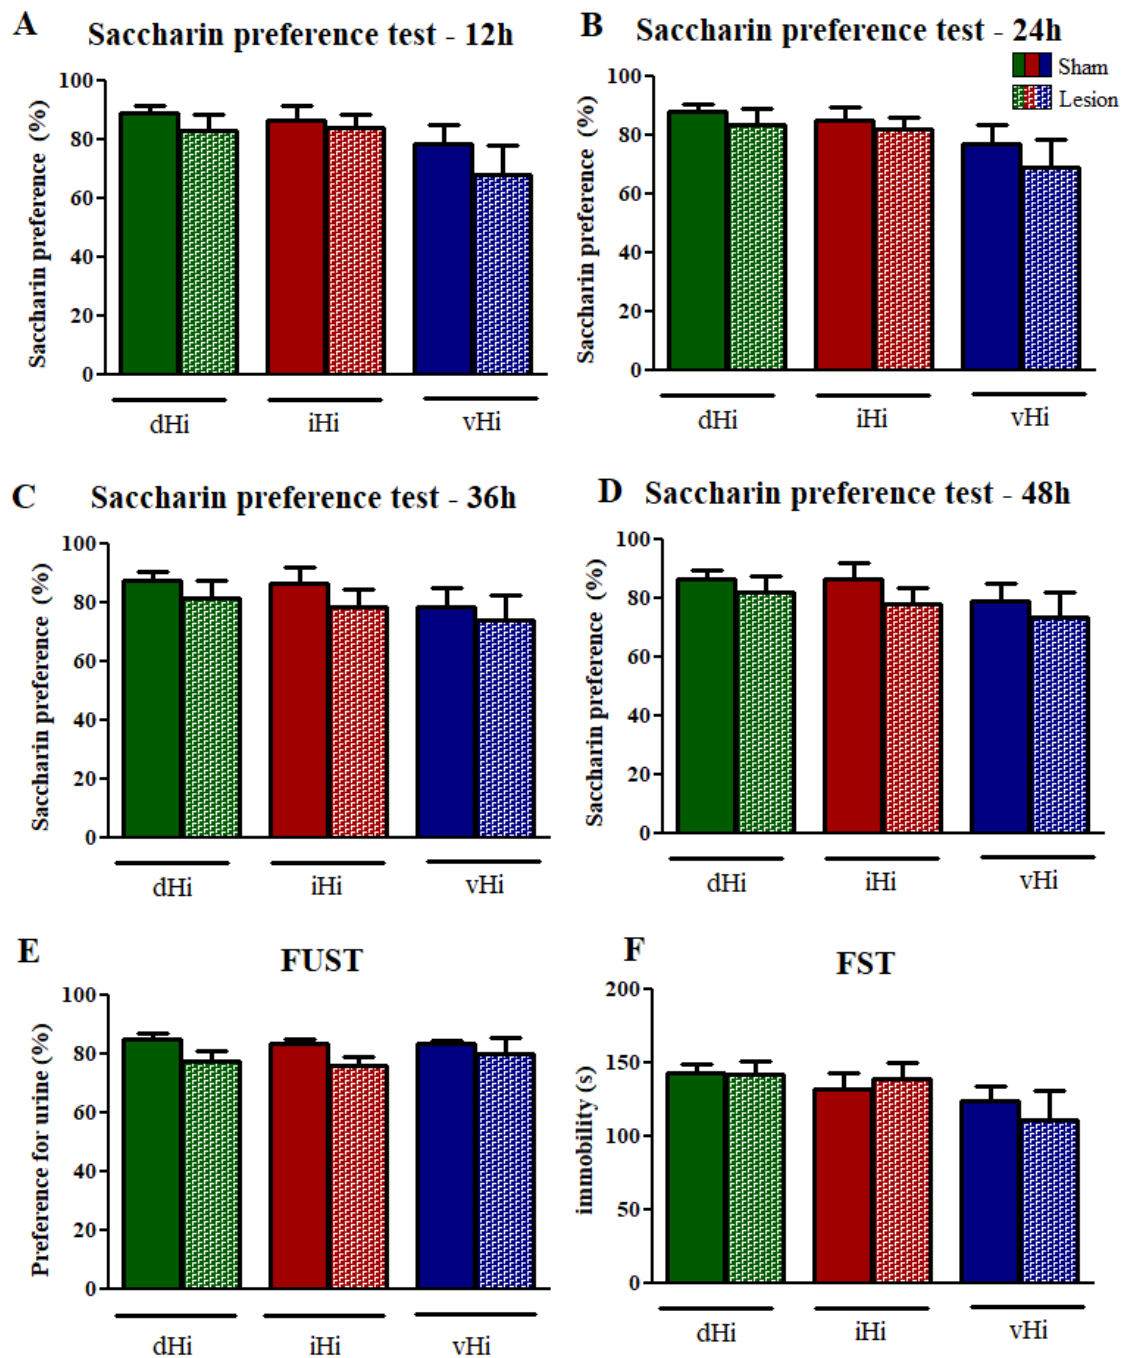 A
Saccharin preference test - 12h
Saccharin preference (%)
100
80
60
40
20
0
dHi
iHi
vHi
B
Saccharin preference test - 24h
Sham
Lesion
Saccharin preference (%)
100
80
60
40
20
0
dHi
iHi
vHi
C
Saccharin preference test - 36h
Saccharin preference (%)
100
80
60
40
20
0
dHi
iHi
vHi
D
Saccharin preference test - 48h
Saccharin preference (%)
100
80
60
40
20
0
dHi
iHi
vHi
E
FUST
Preference for urine (%)
100
80
60
40
20
0
dHi
iHi
vHi
F
FST
immobility (s)
200
150
100
50
0
dHi
iHi
vHi